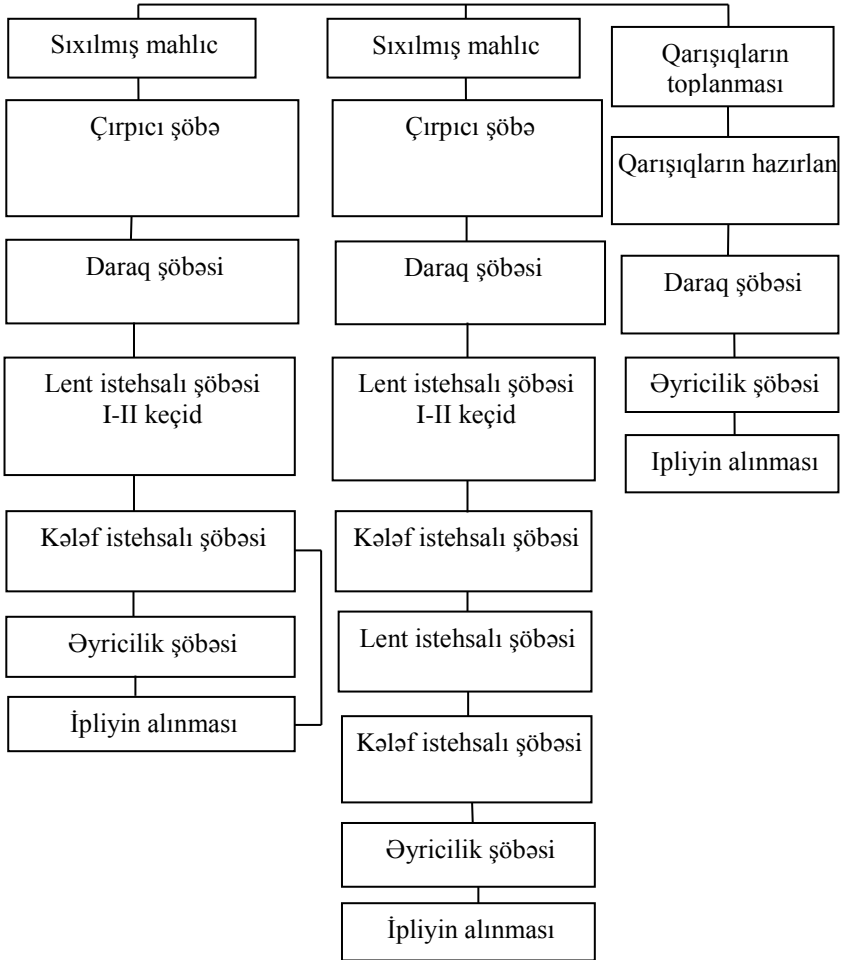 Sıxılmış mahlıc
Çırpıcı şöbə
Daraq şöbəsi
Lent istehsalı şöbəsi
I-II keçid
Kələf istehsalı şöbəsi
Əyricilik şöbəsi
İpliyin alınması
Sıxılmış mahlıc
Çırpıcı şöbə
Daraq şöbəsi
Lent istehsalı şöbəsi
I-II keçid
Kələf istehsalı şöbəsi
Lent istehsalı şöbəsi
Kələf istehsalı şöbəsi
Əyricilik şöbəsi
İpliyin alınması
Qarışıqların
toplanması
Qarışıqların hazırlan
Daraq şöbəsi
Əyricilik şöbəsi
Ipliyin alınması